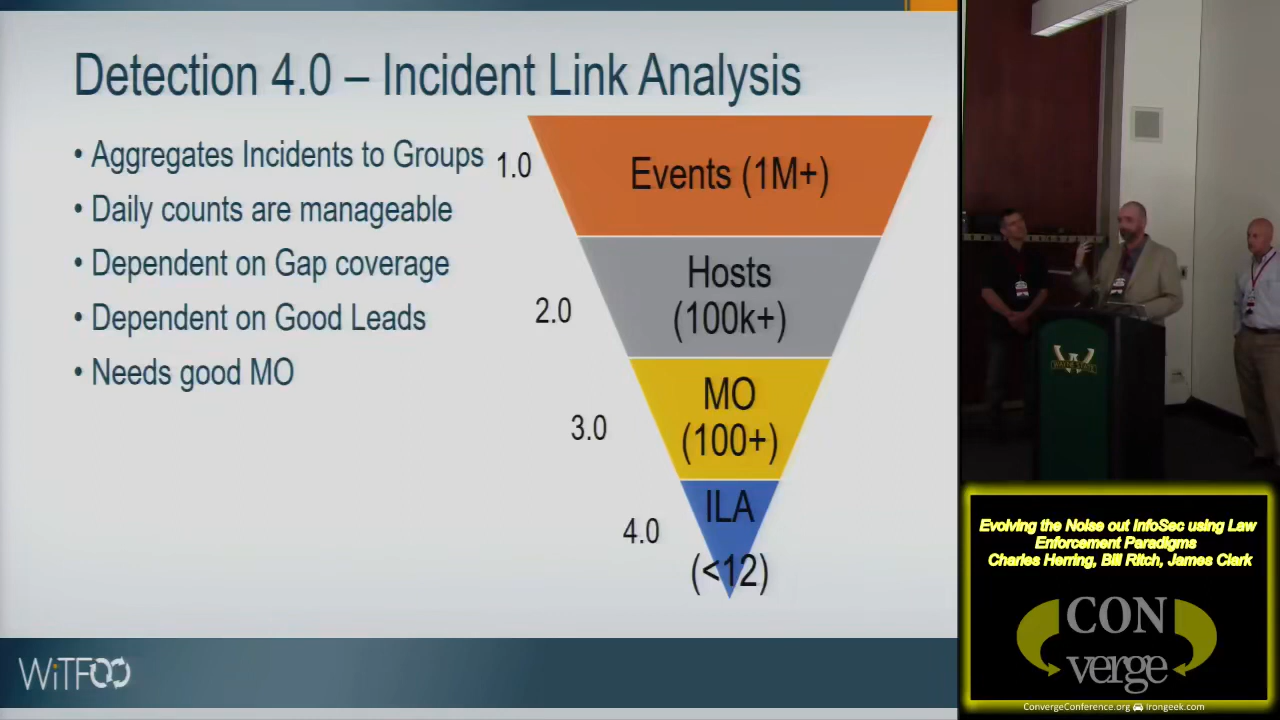 Detection 4.0 – Incident Link Analysis
• Aggregates Incidents to Groups
• Daily counts are manageable
• Dependent on Gap coverage
• Dependent on Good Leads
• Needs good MO
1.0
Events (1M+)
2.0
Hosts
(100k+)
3.0
MO
(100+)
4.0
ILA
(<12)
WiTFOO
WAYNE STATE
Evolving the Noise out InfoSec using Law
Enforcement Paradigms
Charles Herring, Bill Ritch, James Clark
CON
verge
ConvergeConference.org Irongeek.com